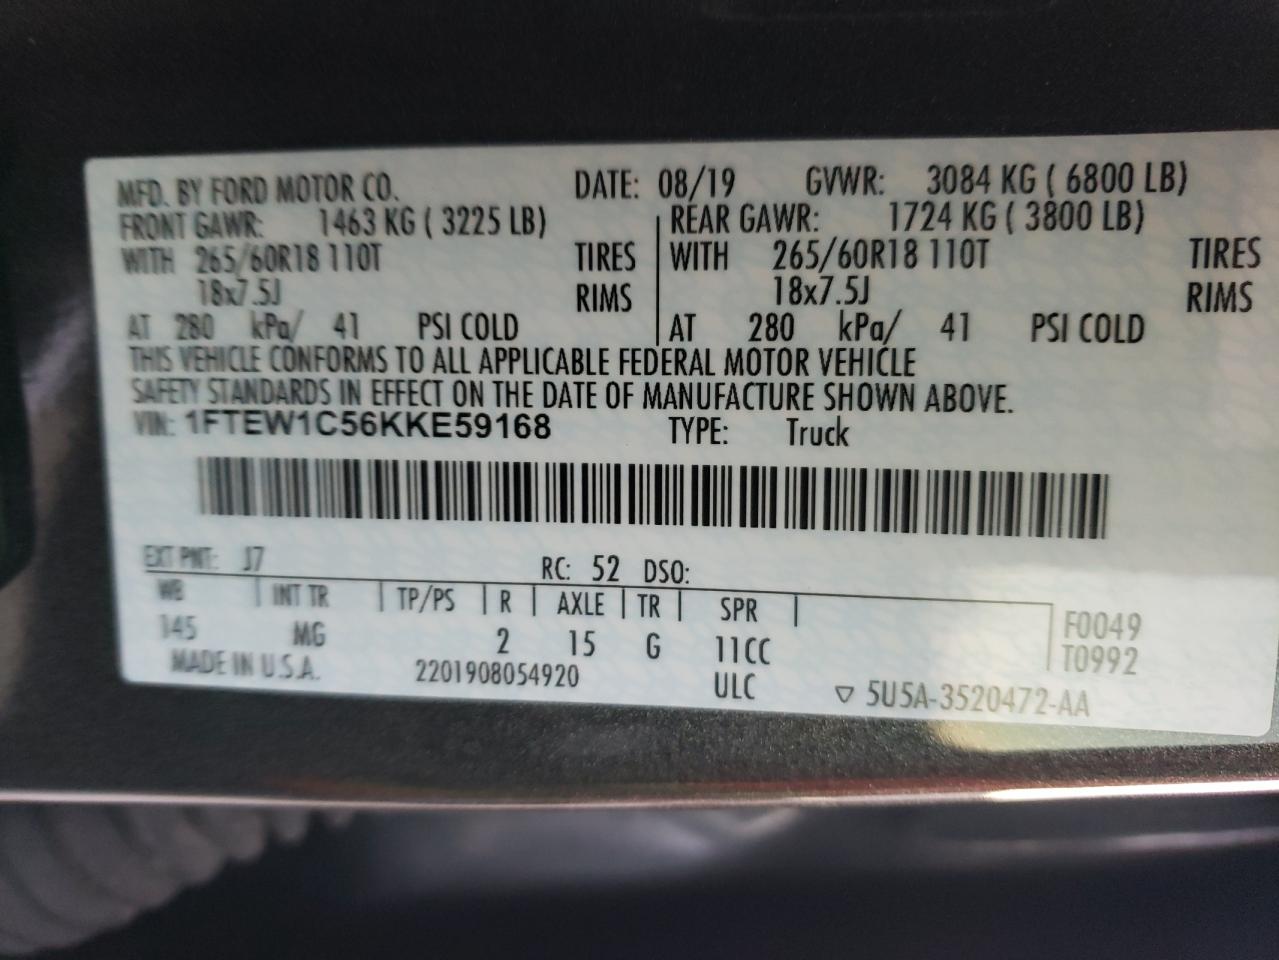 MFD. BY FORD MOTOR CO. DATE: 08/19 GVWR: 3084 KG ( 6800 LB)
FRONT GAWR: 1463 KG ( 3225 LB) REAR GAWR: 1724 KG ( 3800 LB)
WITH 265/60R18 110T TIRES WITH 265/60R18 110T TIRES
18x7.5J RIMS 18x7.5J RIMS
AT 280 kPa/ 41 PSI COLD AT 280 kPa/ 41 PSI COLD
THIS VEHICLE CONFORMS TO ALL APPLICABLE FEDERAL MOTOR VEHICLE
SAFETY STANDARDS IN EFFECT ON THE DATE OF MANUFACTURE SHOWN ABOVE.
VIN: 1FTEW1C56KKE59168 TYPE: Truck
EXT PNT: J7 RC: 52 DSO:
WB INT TR TP/PS R AXLE TR SPR F0049
145 MG 2 15 G 11CC T0992
MADE IN U.S.A. 2201908054920 ULC ▽ 5U5A-3520472-AA